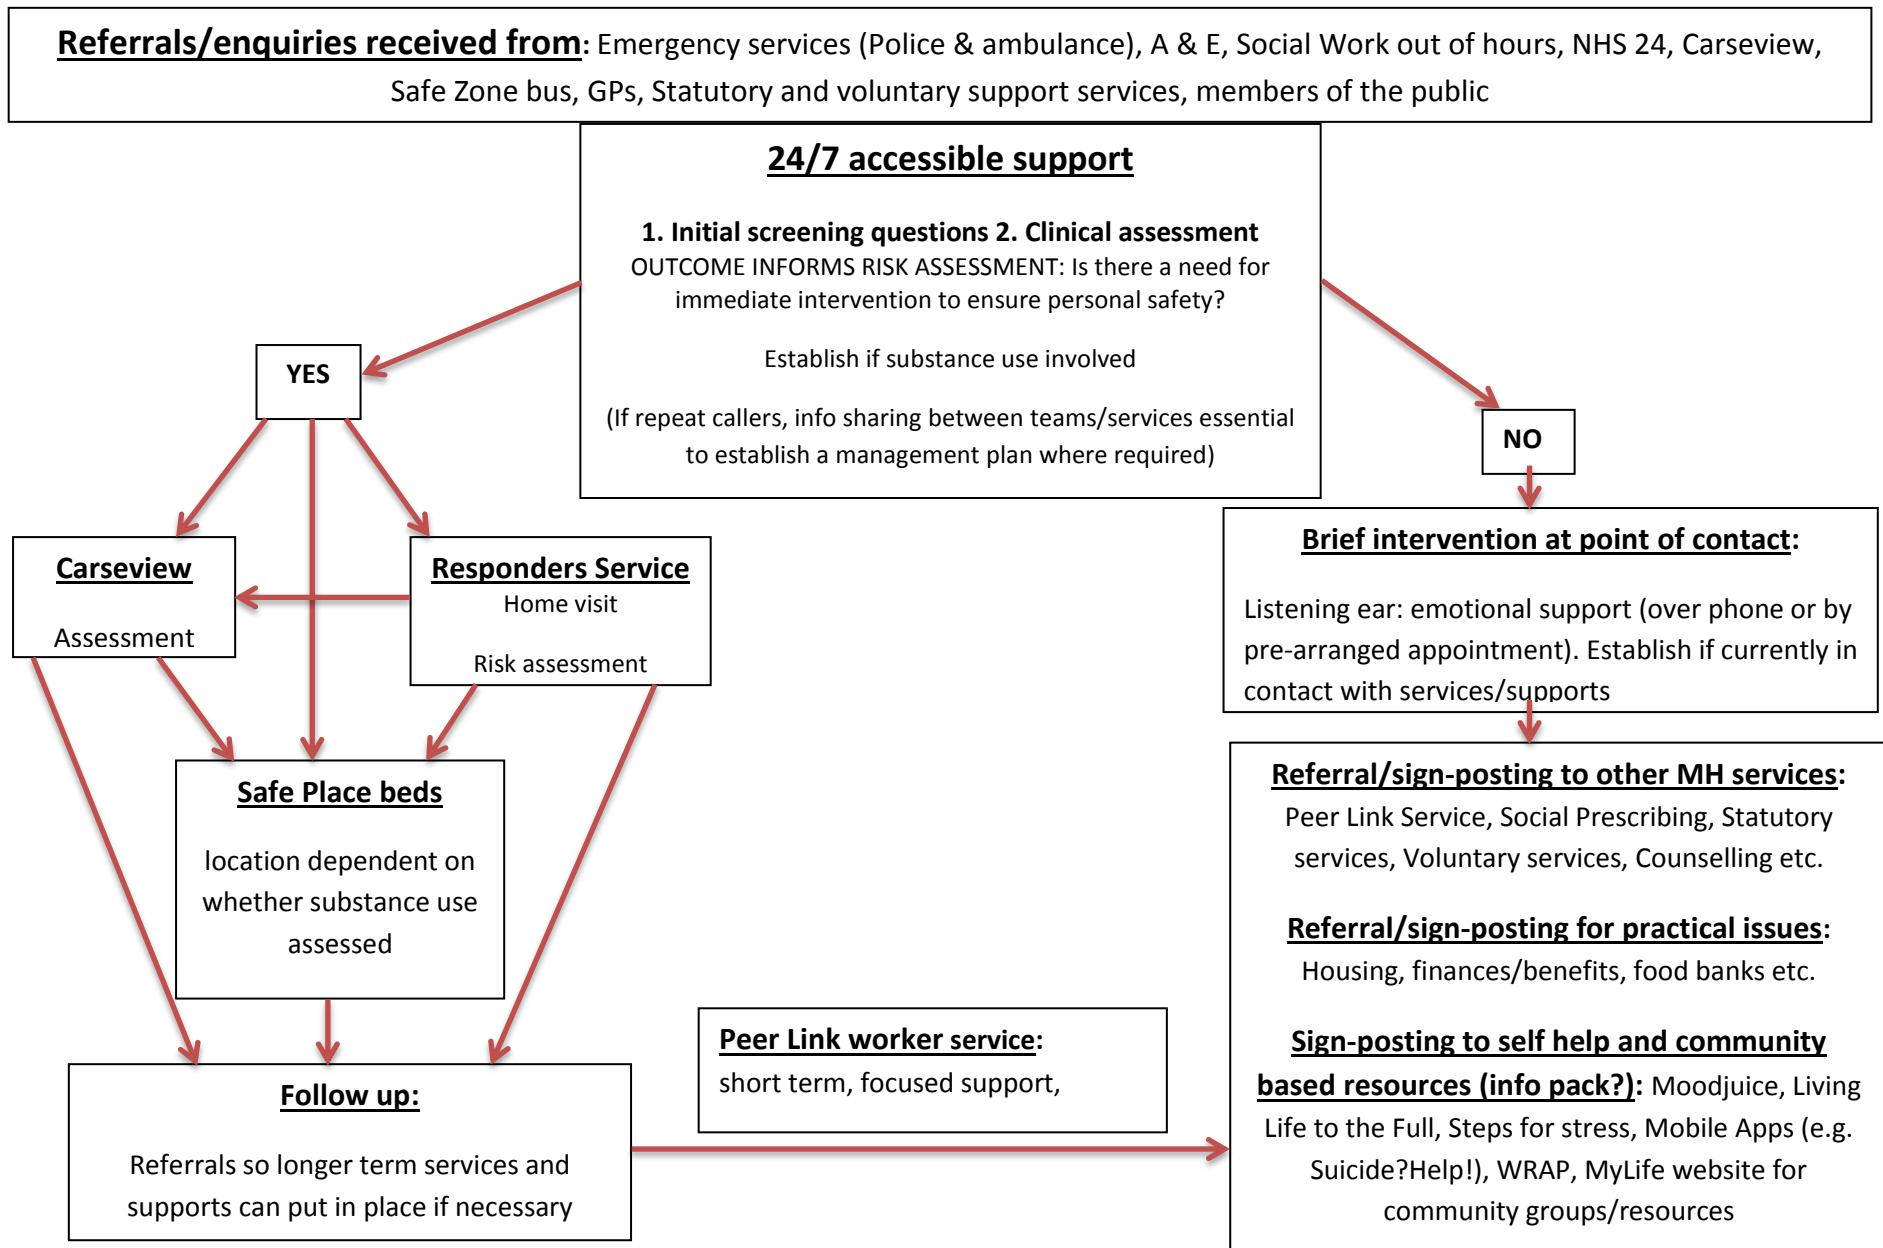 Referrals/enquiries received from: Emergency services (Police & ambulance), A & E, Social Work out of hours, NHS 24, Carseview,
Safe Zone bus, GPs, Statutory and voluntary support services, members of the public
24/7 accessible support
1. Initial screening questions 2. Clinical assessment
OUTCOME INFORMS RISK ASSESSMENT: Is there a need for
immediate intervention to ensure personal safety?
Establish if substance use involved
(If repeat callers, info sharing between teams/services essential
to establish a management plan where required)
YES
NO
Carseview
Assessment
Responders Service
Home visit
Risk assessment
Brief intervention at point of contact:
Listening ear: emotional support (over phone or by
pre-arranged appointment). Establish if currently in
contact with services/supports
Safe Place beds
location dependent on
whether substance use
assessed
Referral/sign-posting to other MH services:
Peer Link Service, Social Prescribing, Statutory
services, Voluntary services, Counselling etc.
Referral/sign-posting for practical issues:
Housing, finances/benefits, food banks etc.
Sign-posting to self help and community
based resources (info pack?): Moodjuice, Living
Life to the Full, Steps for stress, Mobile Apps (e.g.
Suicide?Help!), WRAP, MyLife website for
community groups/resources
Peer Link worker service:
short term, focused support,
Follow up:
Referrals so longer term services and
supports can put in place if necessary